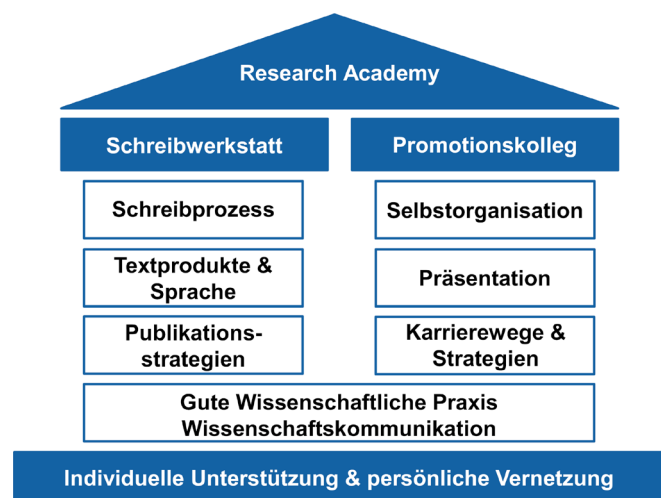 Research Academy
Schreibwerkstatt
Promotionskolleg
Schreibprozess
Selbstorganisation
Textprodukte &
Sprache
Präsentation
Publikations-
strategien
Karrierewege &
Strategien
Gute Wissenschaftliche Praxis
Wissenschaftskommunikation
Individuelle Unterstützung & persönliche Vernetzung